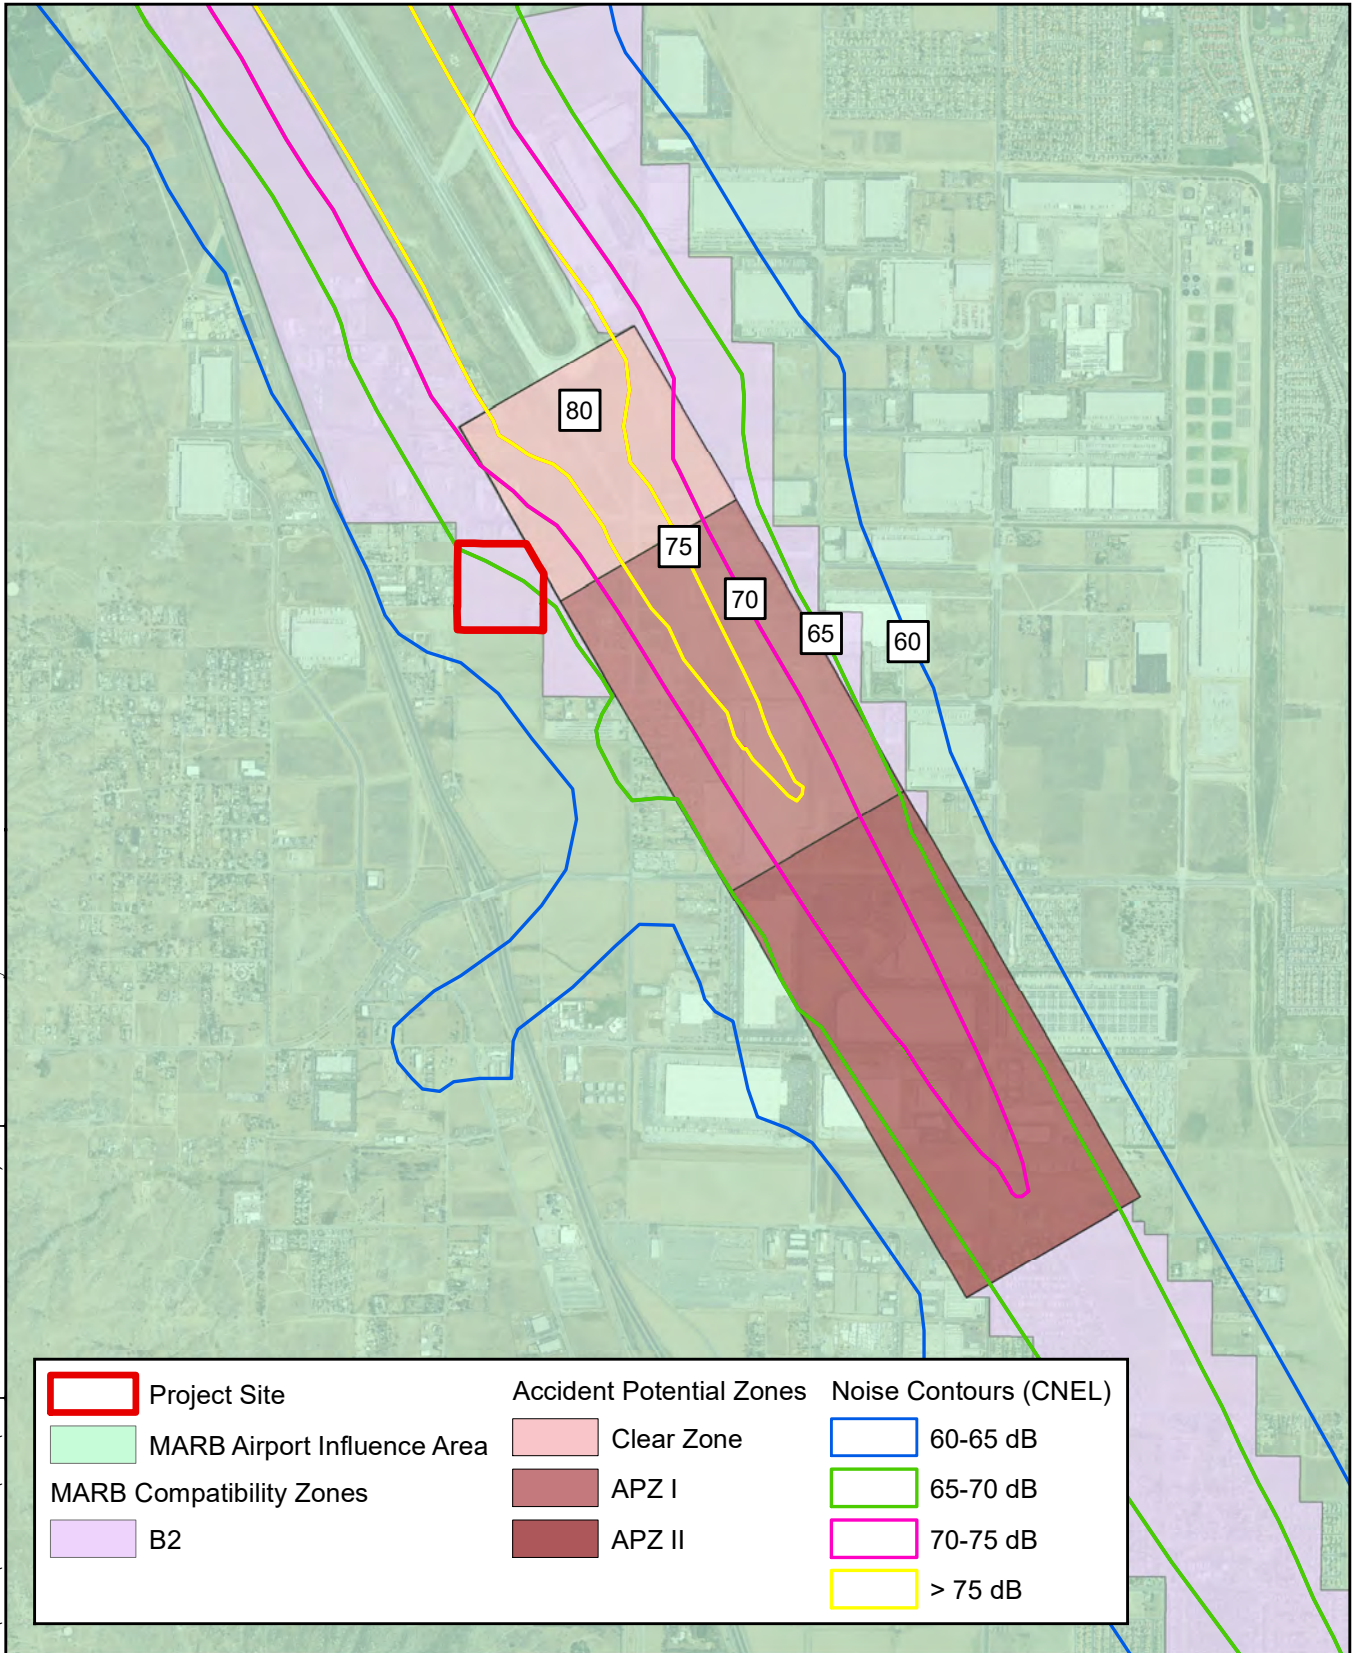 80
75
70
65
60
Project Site
MARB Airport Influence Area
MARB Compatibility Zones
B2
Accident Potential Zones
Clear Zone
APZ I
APZ II
Noise Contours (CNEL)
60-65 dB
65-70 dB
70-75 dB
> 75 dB